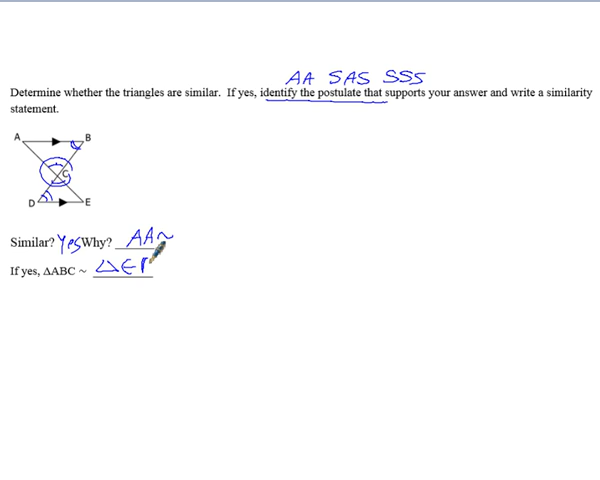 AA SAS SSS
Determine whether the triangles are similar. If yes, identify the postulate that supports your answer and write a similarity
statement.
A B
C
D E
Similar? Yes Why? AA~
If yes, ΔABC ~ ΔE